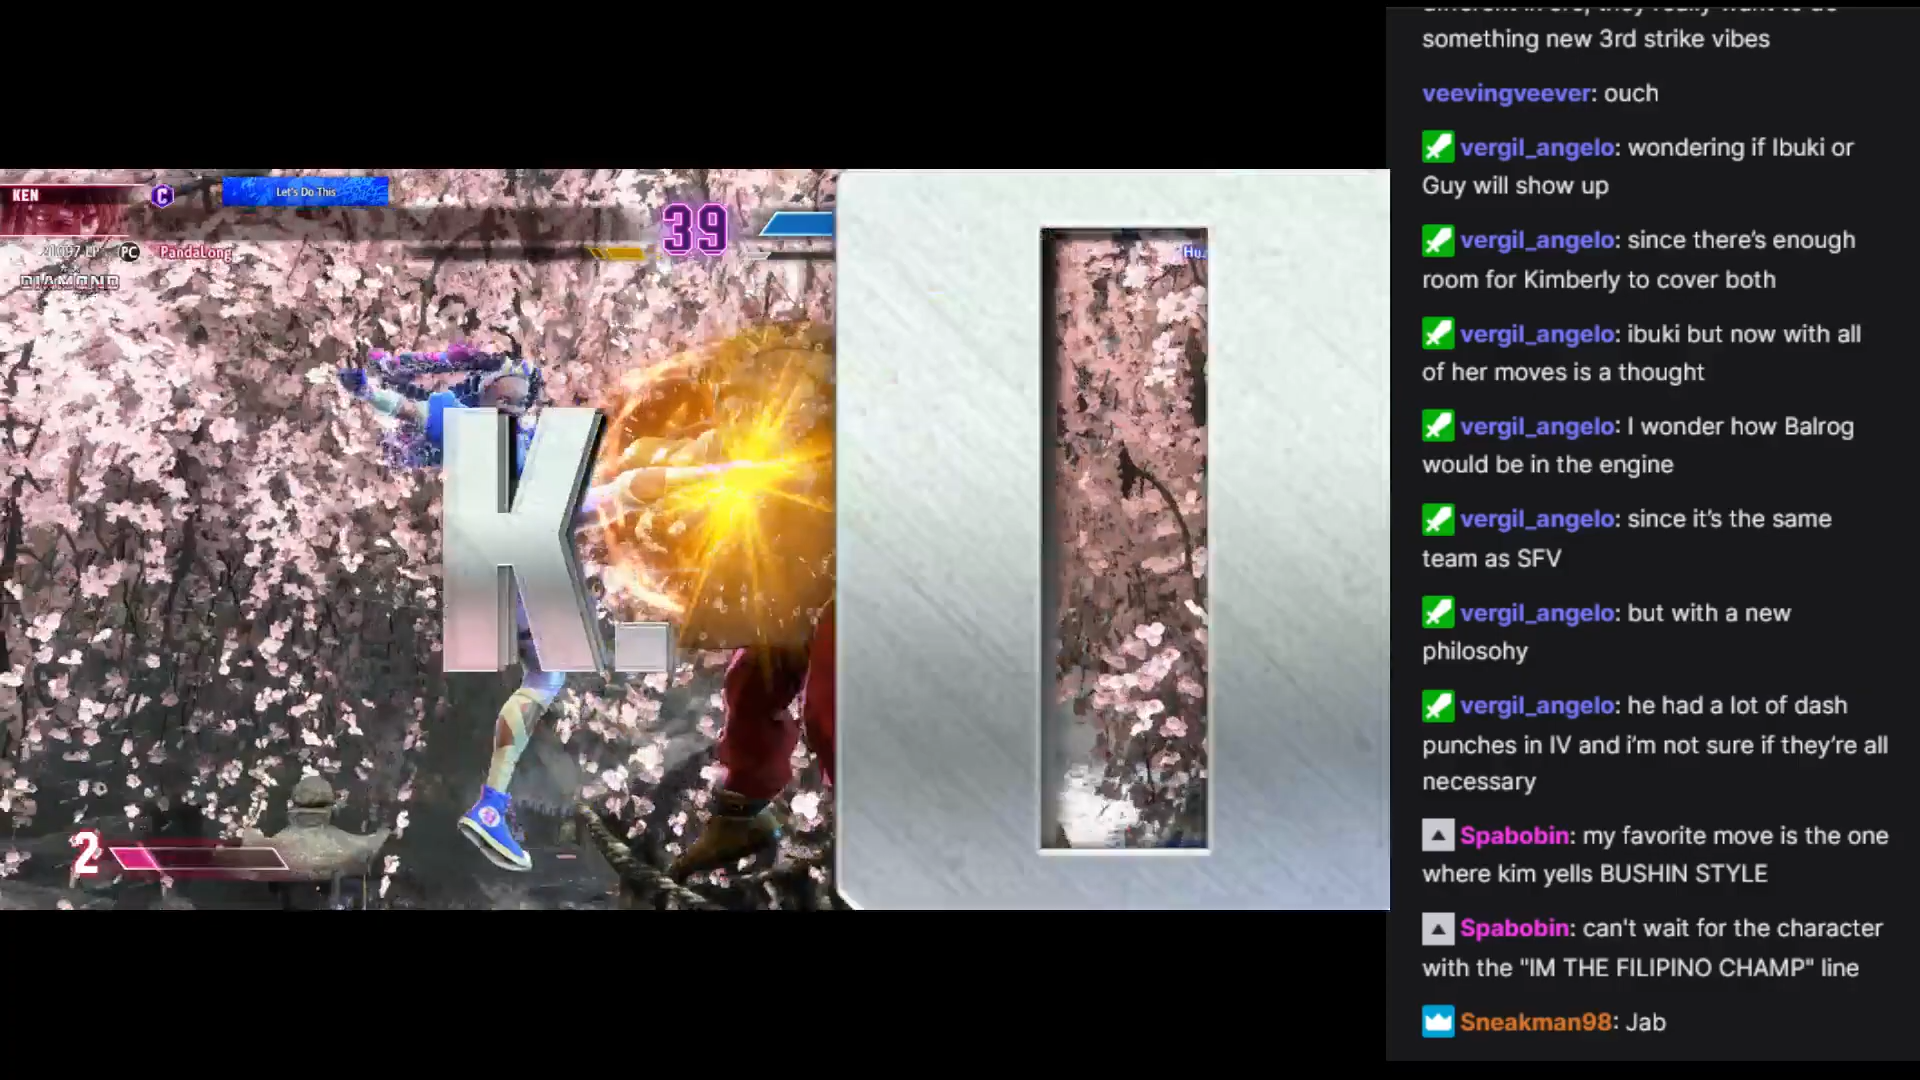 something new 3rd strike vibes
veevingveever: ouch
vergil_angelo: wondering if Ibuki or
Guy will show up
vergil_angelo: since there's enough
room for Kimberly to cover both
vergil_angelo: ibuki but now with all
of her moves is a thought
vergil_angelo: I wonder how Balrog
would be in the engine
vergil_angelo: since it's the same
team as SFV
vergil_angelo: but with a new
philosohy
vergil_angelo: he had a lot of dash
punches in IV and i'm not sure if they're all
necessary
Spabobin: my favorite move is the one
where kim yells BUSHIN STYLE
Spabobin: can't wait for the character
with the "IM THE FILIPINO CHAMP" line
Sneakman98: Jab
KEN
C
Let's Do This
39
PC PandaLong
DIAMOND
Hu
K.
2